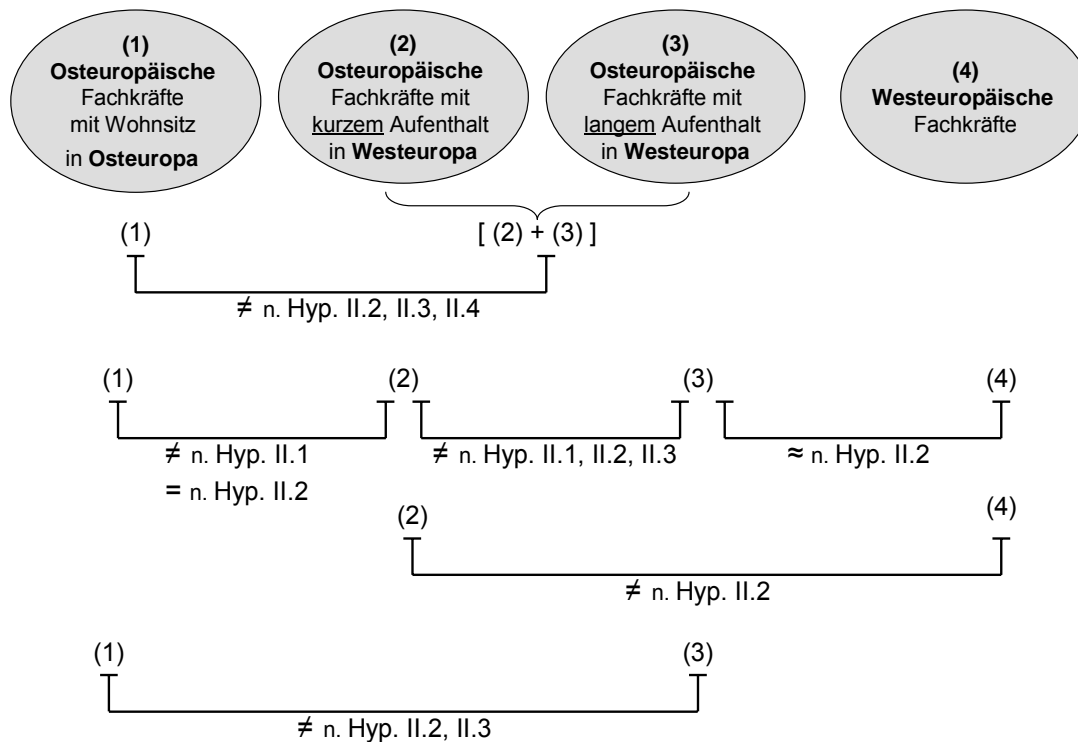 (1)
Osteuropäische
Fachkräfte
mit Wohnsitz
in Osteuropa
(2)
Osteuropäische
Fachkräfte mit
kurzem Aufenthalt
in Westeuropa
(3)
Osteuropäische
Fachkräfte mit
langem Aufenthalt
in Westeuropa
(4)
Westeuropäische
Fachkräfte
(1) [ (2) + (3) ]
≠ n. Hyp. II.2, II.3, II.4
(1) (2) (3) (4)
≠ n. Hyp. II.1 ≠ n. Hyp. II.1, II.2, II.3 ≈ n. Hyp. II.2
= n. Hyp. II.2
(2) (4)
≠ n. Hyp. II.2
(1) (3)
≠ n. Hyp. II.2, II.3